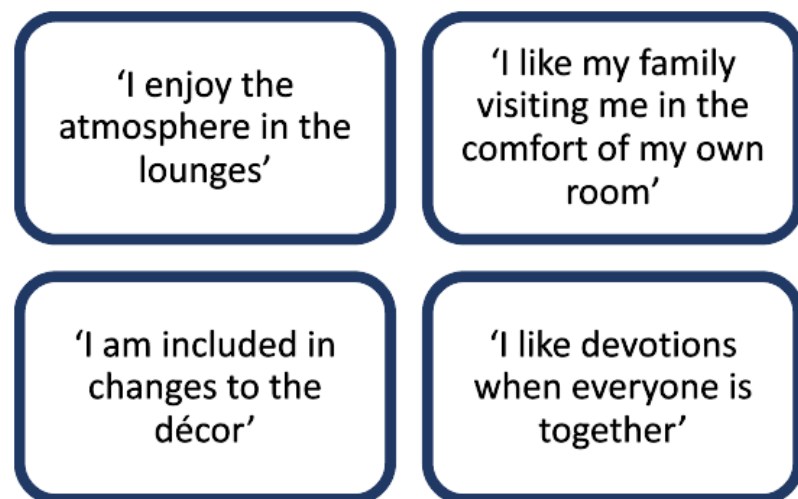 ‘I enjoy the
atmosphere in the
lounges’
‘I like my family
visiting me in the
comfort of my own
room’
‘I am included in
changes to the
décor’
‘I like devotions
when everyone is
together’